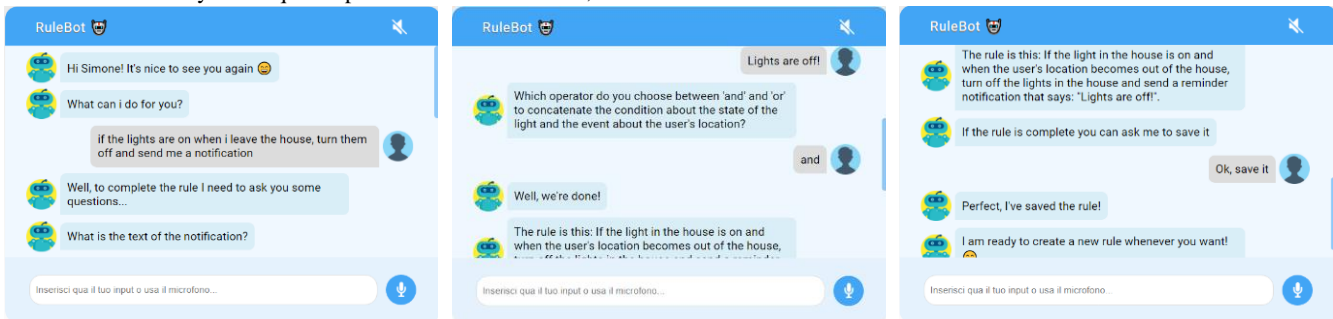 RuleBot
Hi Simone! It's nice to see you again
What can i do for you?
if the lights are on when i leave the house, turn them
off and send me a notification
Well, to complete the rule I need to ask you some
questions...
What is the text of the notification?
Inserisci qua il tuo input o usa il microfono...
RuleBot
Lights are off!
Which operator do you choose between 'and' and 'or'
to concatenate the condition about the state of the
light and the event about the user's location?
and
Well, we're done!
The rule is this: If the light in the house is on and
when the user's location becomes out of the house,
turn off the lights in the house and send a reminder
Inserisci qua il tuo input o usa il microfono...
RuleBot
The rule is this: If the light in the house is on and
when the user's location becomes out of the house,
turn off the lights in the house and send a reminder
notification that says: "Lights are off!".
If the rule is complete you can ask me to save it
Ok, save it
Perfect, I've saved the rule!
I am ready to create a new rule whenever you want!
Inserisci qua il tuo input o usa il microfono...